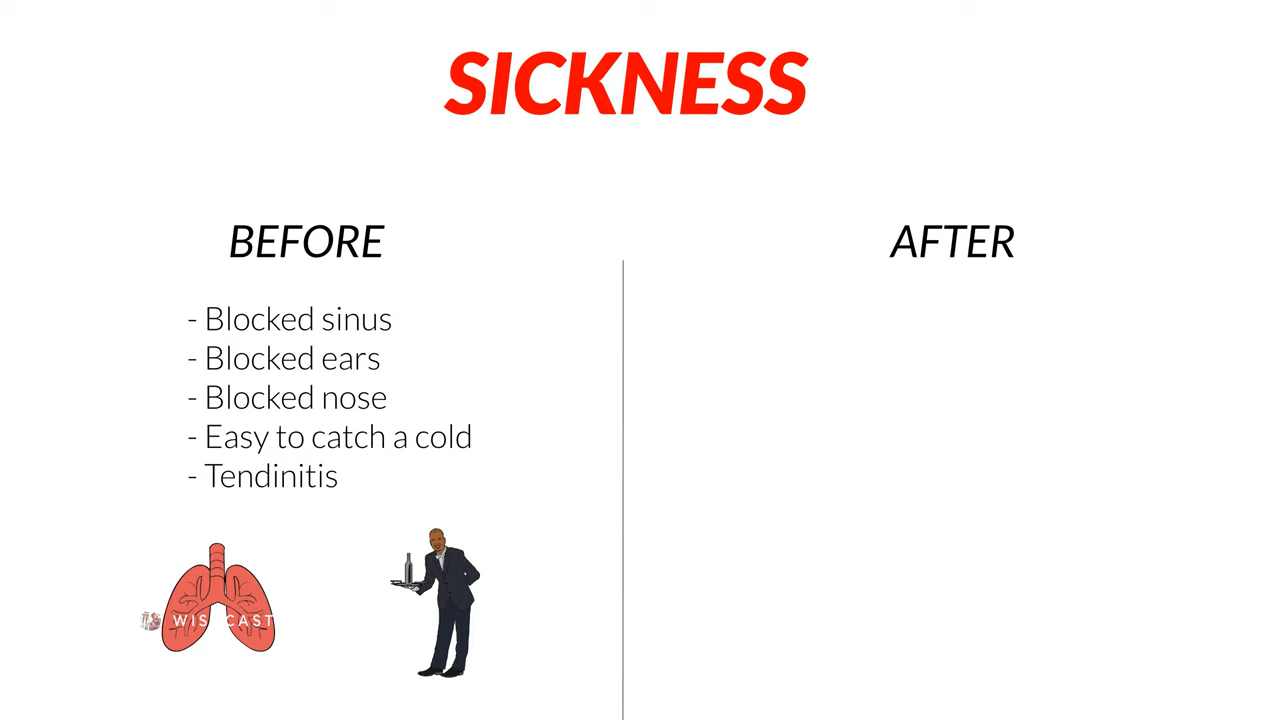 SICKNESS
BEFORE
AFTER
- Blocked sinus
- Blocked ears
- Blocked nose
- Easy to catch a cold
- Tendinitis